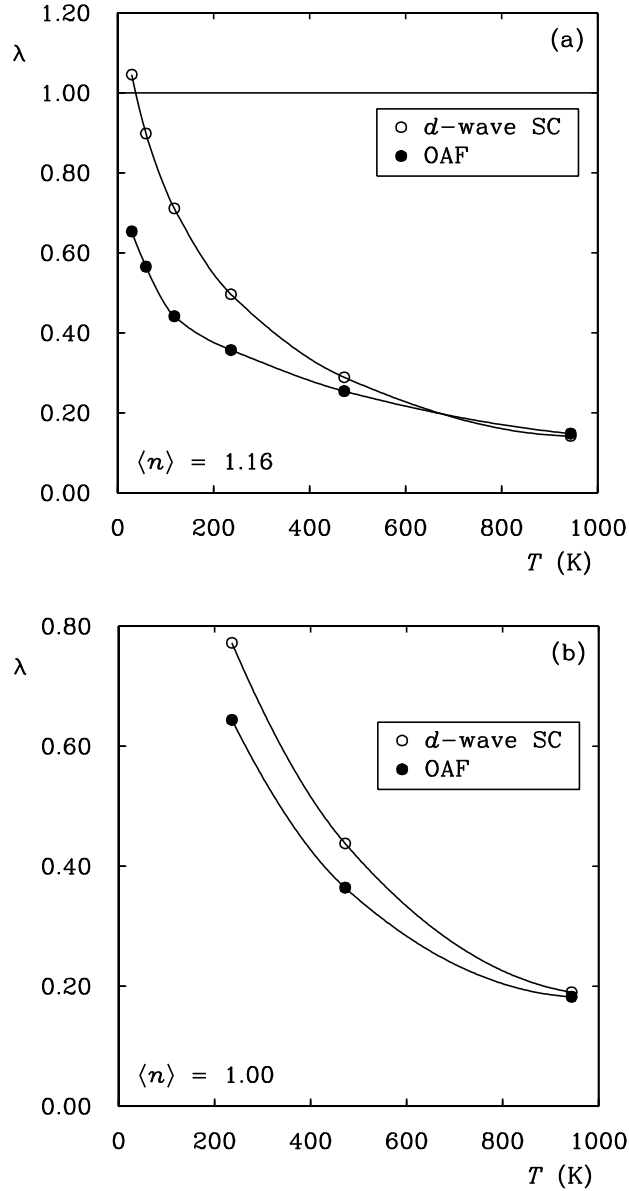 1.20
(a)
λ
1.00
d-wave SC
OAF
0.80
0.60
0.40
0.20
⟨n⟩ = 1.16
0.00
0 200 400 600 800 1000
T (K)
0.80
(b)
λ
d-wave SC
OAF
0.60
0.40
0.20
⟨n⟩ = 1.00
0.00
0 200 400 600 800 1000
T (K)